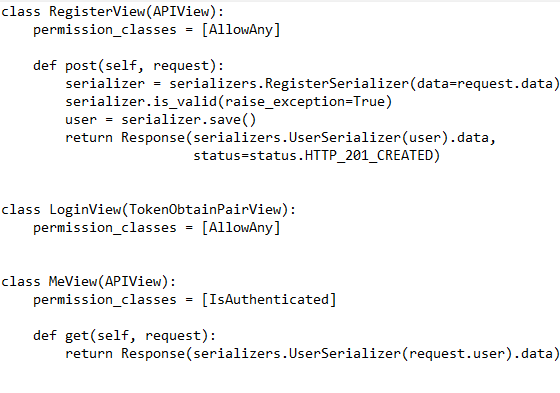 class RegisterView(APIView):
    permission_classes = [AllowAny]

    def post(self, request):
        serializer = serializers.RegisterSerializer(data=request.data)
        serializer.is_valid(raise_exception=True)
        user = serializer.save()
        return Response(serializers.UserSerializer(user).data,
                        status=status.HTTP_201_CREATED)


class LoginView(TokenObtainPairView):
    permission_classes = [AllowAny]


class MeView(APIView):
    permission_classes = [IsAuthenticated]

    def get(self, request):
        return Response(serializers.UserSerializer(request.user).data)